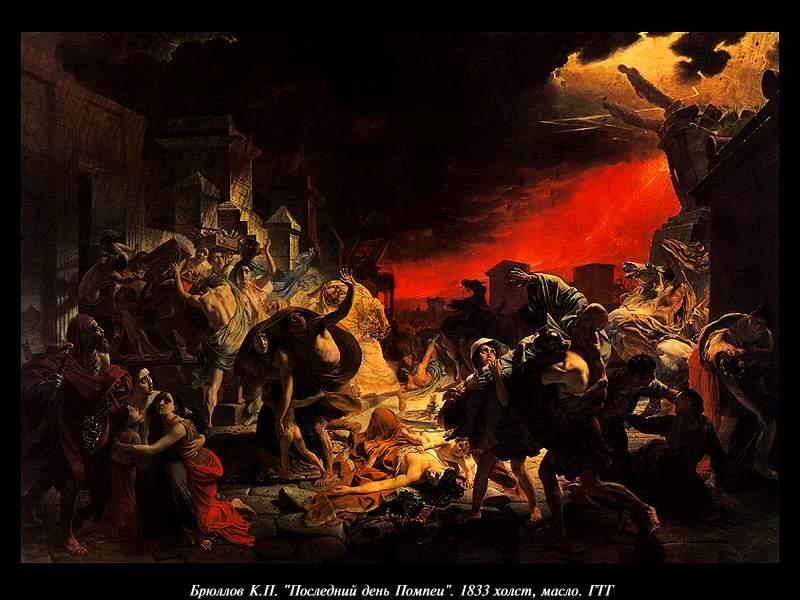 Брюллов К.П. "Последний день Помпеи". 1833 холст, масло. ГТГ